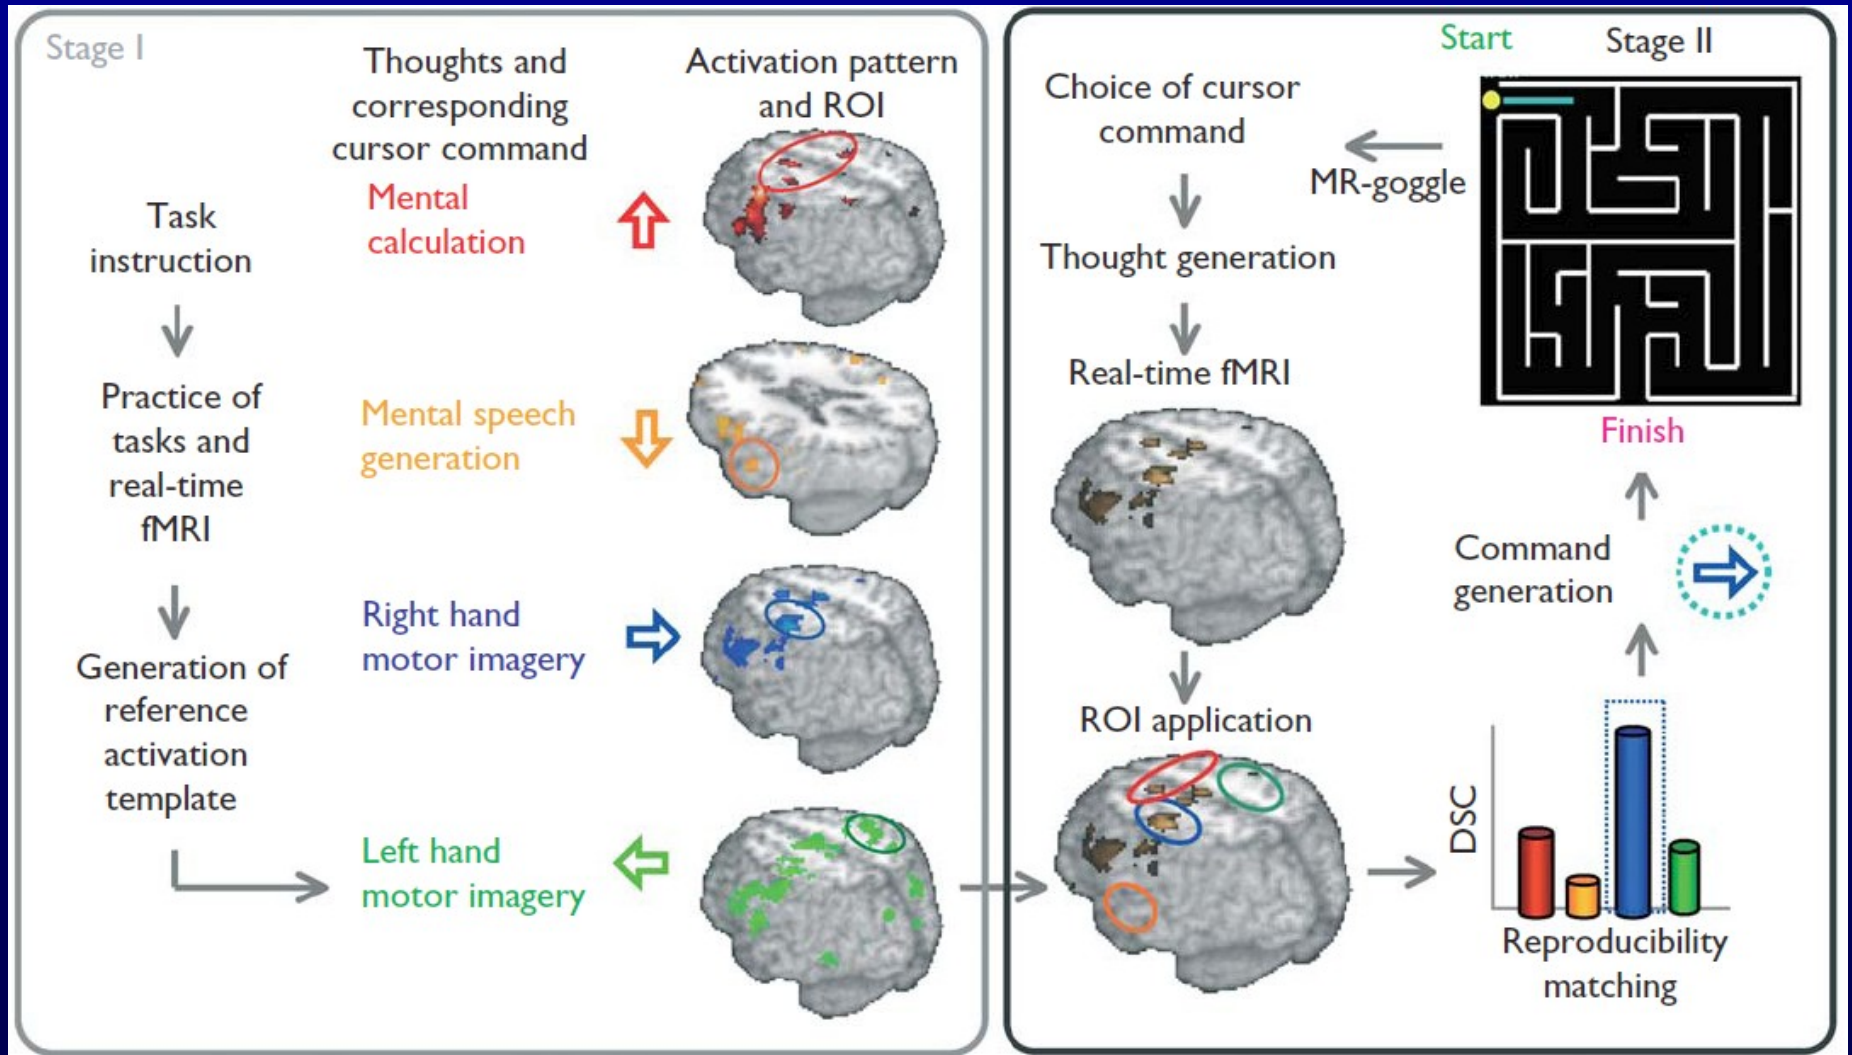 Stage I
Thoughts and
corresponding
cursor command
Activation pattern
and ROI
Task
instruction
Practice of
tasks and
real-time
fMRI
Generation of
reference
activation
template
Mental
calculation
Mental speech
generation
Right hand
motor imagery
Left hand
motor imagery
Start
Stage II
Choice of cursor
command
MR-goggle
Thought generation
Real-time fMRI
ROI application
Finish
Command
generation
DSC
Reproducibility
matching